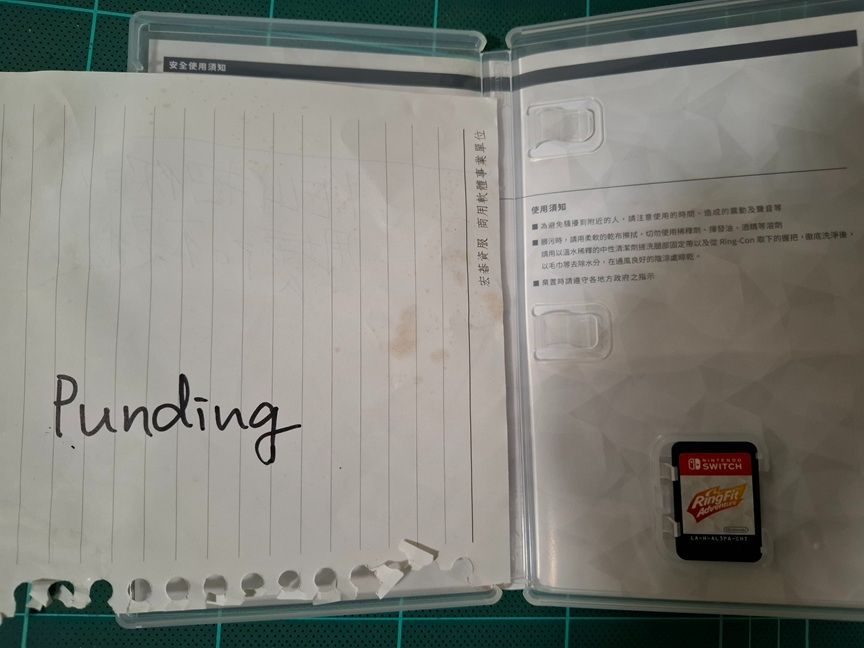 安全使用須知
宏碁資服 商用軟體事業單位
Punding
使用須知
■ 為避免騷擾到附近的人，請注意使用的時間、造成的震動及聲音等
■ 髒污時，請用柔軟的乾布擦拭，切勿使用稀釋劑、揮發油、酒精等溶劑
請用以溫水稀釋的中性清潔劑搓洗腿部固定帶以及從 Ring-Con 取下的握把，徹底洗淨後，
以毛巾等去除水分，在通風良好的陰涼處晾乾。
■ 棄置時請遵守各地方政府之指示
NINTENDO
SWITCH
RingFit
Adventure
Nintendo
LA-H-AL3PA-CHT